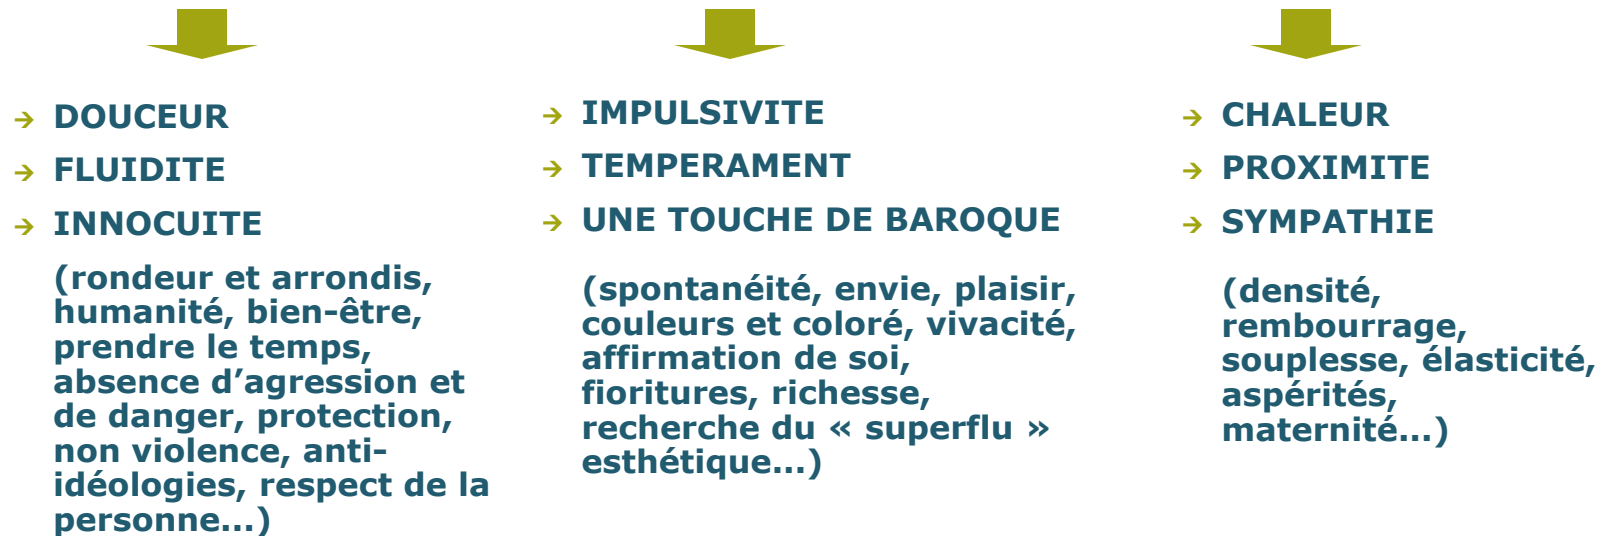 → DOUCEUR
→ FLUIDITE
→ INNOCUITE
(rondeur et arrondis,
humanité, bien-être,
prendre le temps,
absence d’agression et
de danger, protection,
non violence, anti-
idéologies, respect de la
personne…)
→ IMPULSIVITE
→ TEMPERAMENT
→ UNE TOUCHE DE BAROQUE
(spontanéité, envie, plaisir,
couleurs et coloré, vivacité,
affirmation de soi,
fioritures, richesse,
recherche du « superflu »
esthétique…)
→ CHALEUR
→ PROXIMITE
→ SYMPATHIE
(densité,
rembourrage,
souplesse, élasticité,
aspérités,
maternité…)